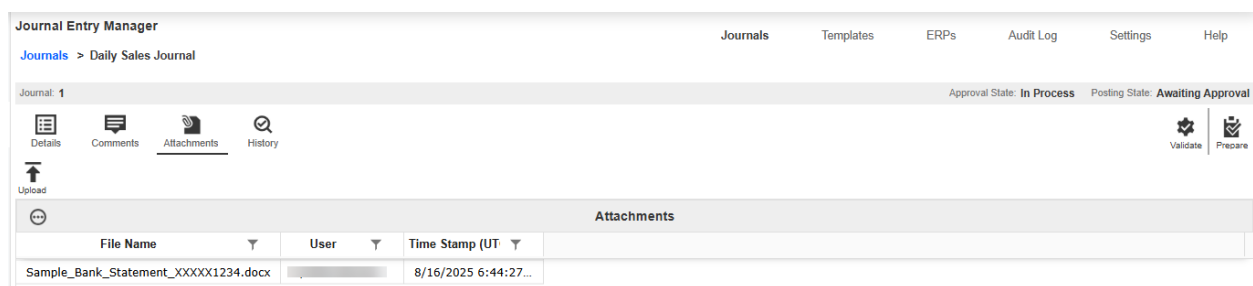 Journal Entry Manager
Journals Templates ERPs Audit Log Settings Help
Journals > Daily Sales Journal
Journal: 1 Approval State: In Process Posting State: Awaiting Approval
Details Comments Attachments History Validate Prepare
Upload
Attachments
File Name User Time Stamp (UT
Sample_Bank_Statement_XXXXX1234.docx 8/16/2025 6:44:27...